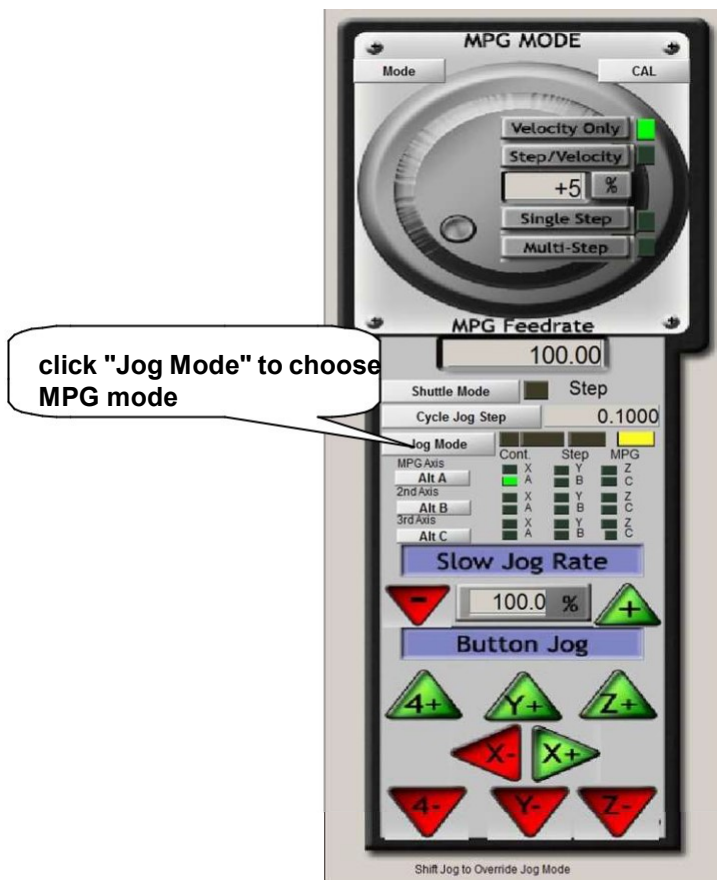 MPG MODE
Mode
CAL
Velocity Only
Step/Velocity
+5 %
Single Step
Multi-Step
MPG Feedrate
100.00
click "Jog Mode" to choose
MPG mode
Shuttle Mode
Step
Cycle Jog Step
0.1000
Jog Mode
Cont. Step MPG
MPG Axis
X Y Z
Alt A
A B C
2nd Axis
X Y Z
Alt B
A B C
3rd Axis
X Y Z
Alt C
A B C
Slow Jog Rate
- 100.0 % +
Button Jog
4+ Y+ Z+
X- X+
4- Y- Z-
Shift Jog to Override Jog Mode